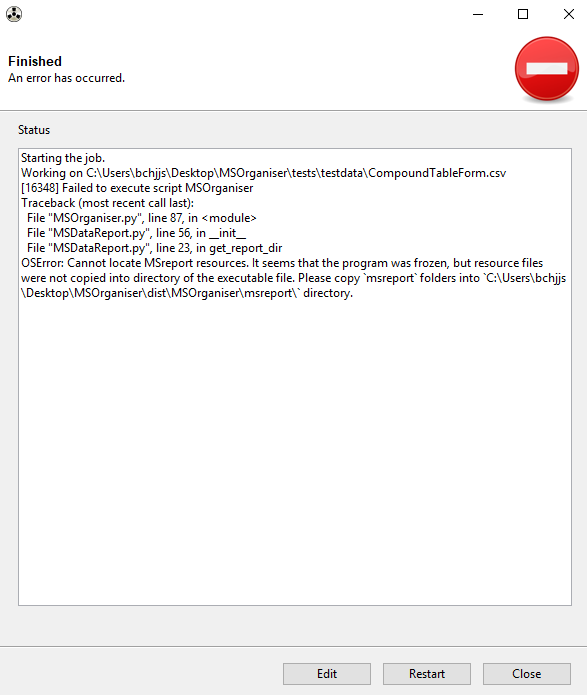 Finished
An error has occurred.
Status
Starting the job.
Working on C:\Users\bchjjs\Desktop\MSOrganiser\tests\testdata\CompoundTableForm.csv
[16348] Failed to execute script MSOrganiser
Traceback (most recent call last):
  File "MSOrganiser.py", line 87, in <module>
  File "MSDataReport.py", line 56, in __init__
  File "MSDataReport.py", line 23, in get_report_dir
OSError: Cannot locate MSreport resources. It seems that the program was frozen, but resource files
were not copied into directory of the executable file. Please copy `msreport` folders into `C:\Users\bchjjs
\Desktop\MSOrganiser\dist\MSOrganiser\msreport\` directory.
Edit
Restart
Close